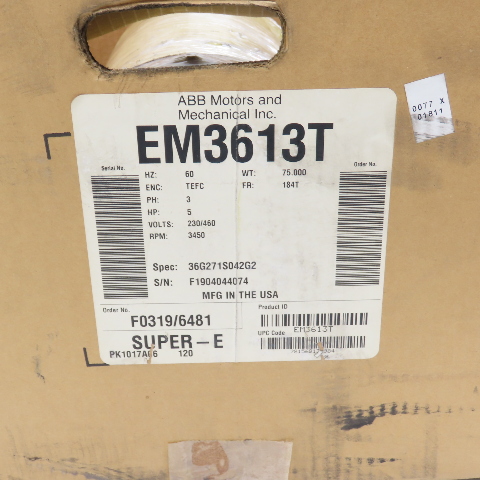 ABB Motors and
Mechanical Inc.
EM3613T
Serial No.
Order No.
HZ: 60 WT: 75.000
ENC: TEFC FR: 184T
PH: 3
HP: 5
VOLTS: 230/460
RPM: 3450
Spec: 36G271S042G2
S/N: F1904044074
MFG IN THE USA
Order No.
F0319/6481
Product ID
EM3613T
UPC Code
SUPER-E
PK1017A06 120
0077 X
01811